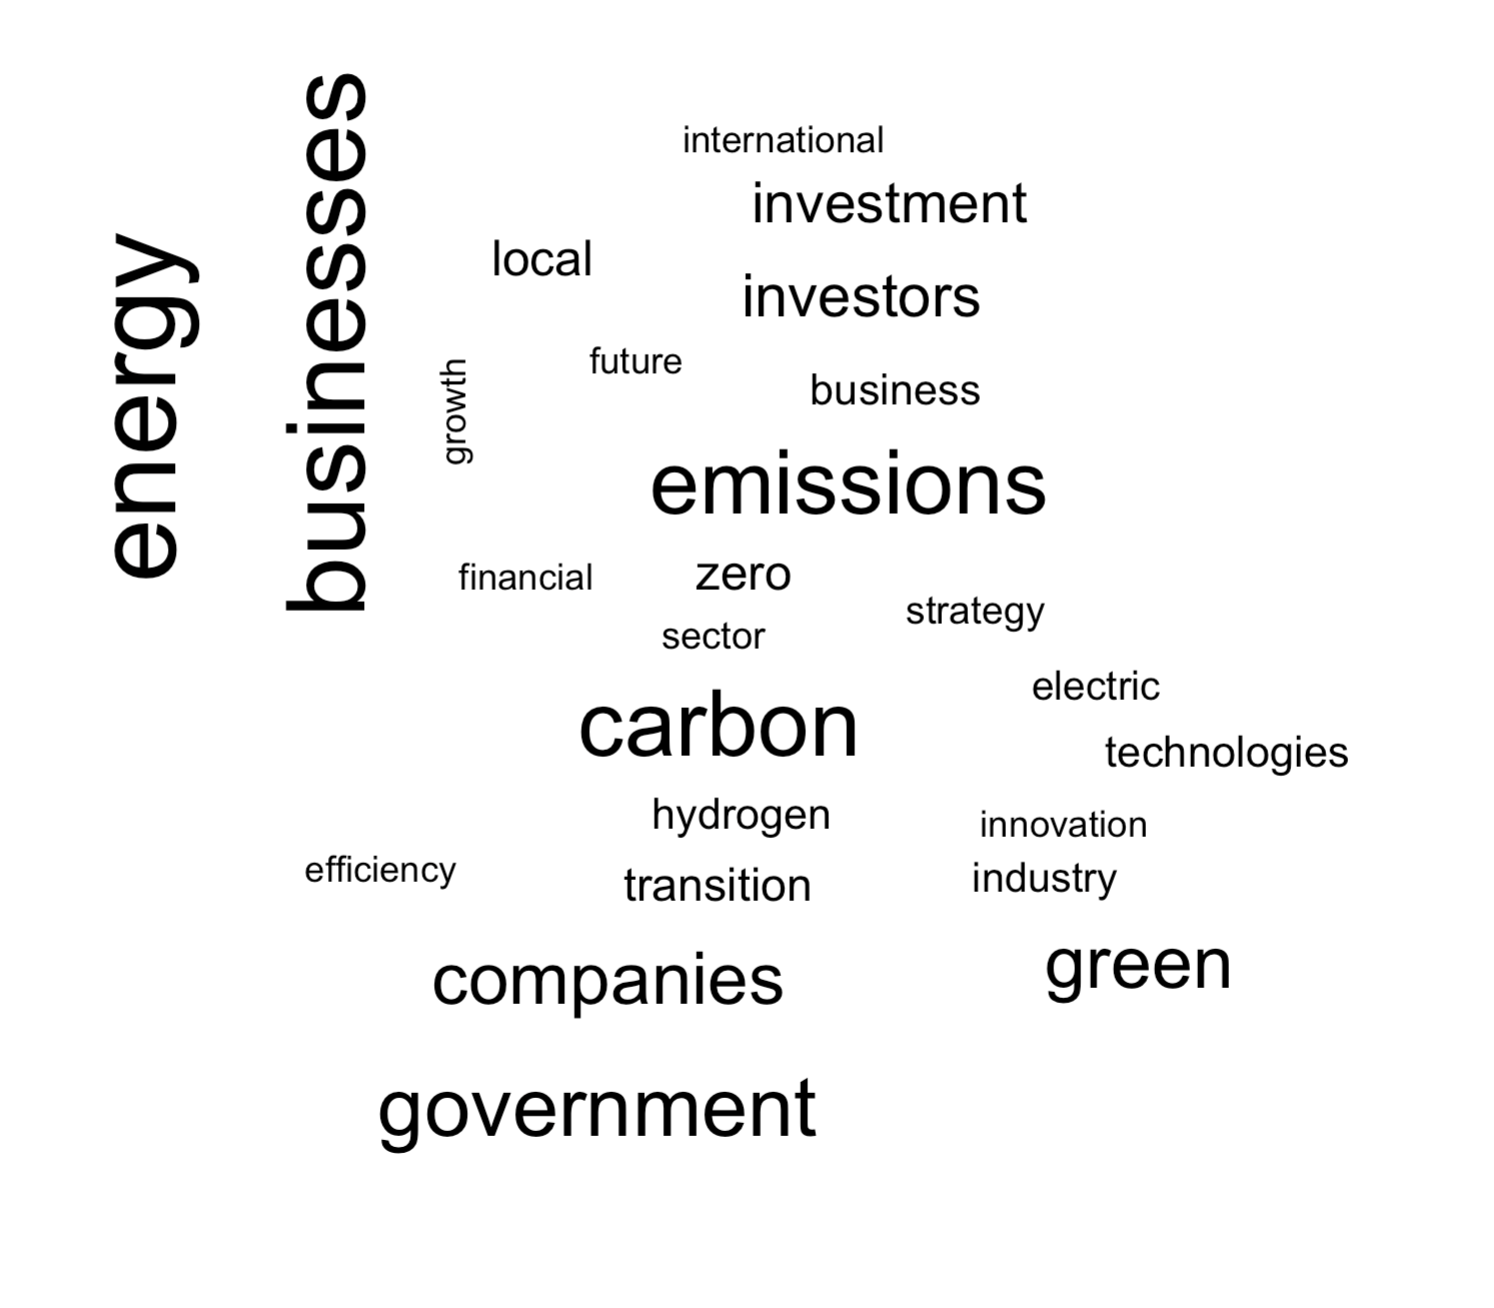 energy
businesses
international
investment
local
investors
future
growth
business
emissions
zero
financial
strategy
sector
electric
carbon
technologies
hydrogen
innovation
efficiency
transition
industry
companies
green
government